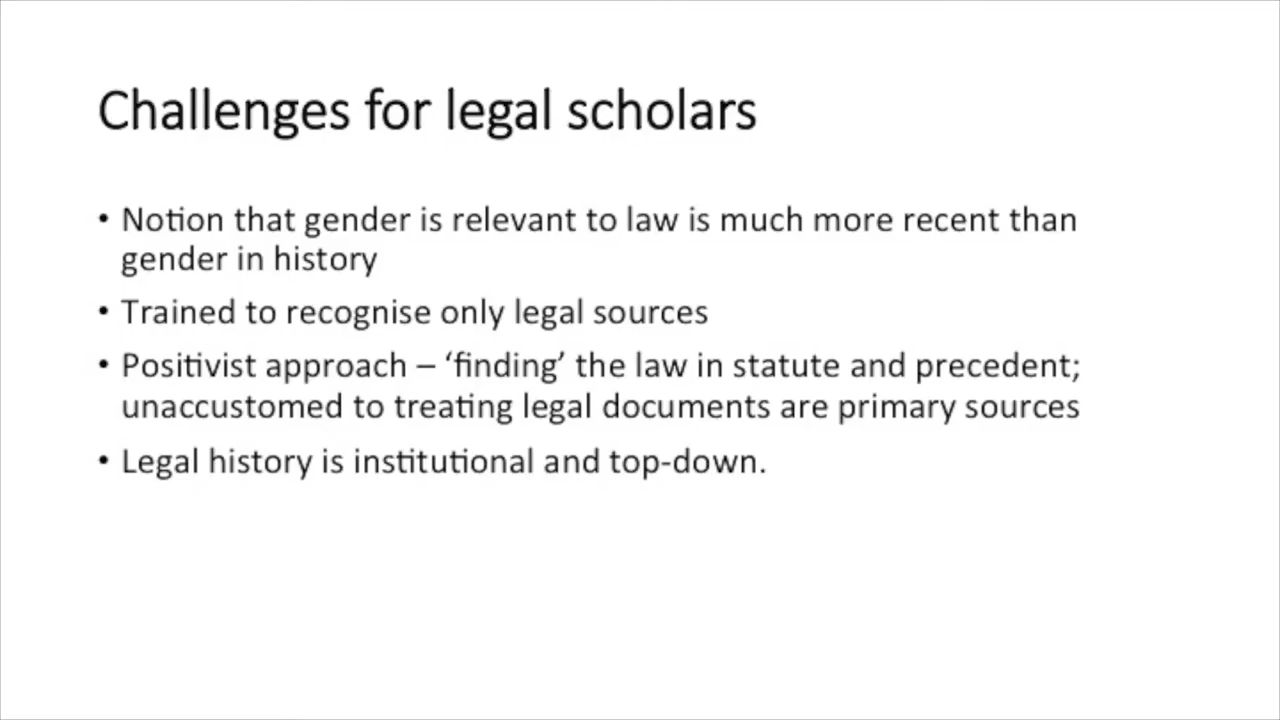 Challenges for legal scholars
• Notion that gender is relevant to law is much more recent than
gender in history
• Trained to recognise only legal sources
• Positivist approach – ‘finding’ the law in statute and precedent;
unaccustomed to treating legal documents are primary sources
• Legal history is institutional and top-down.